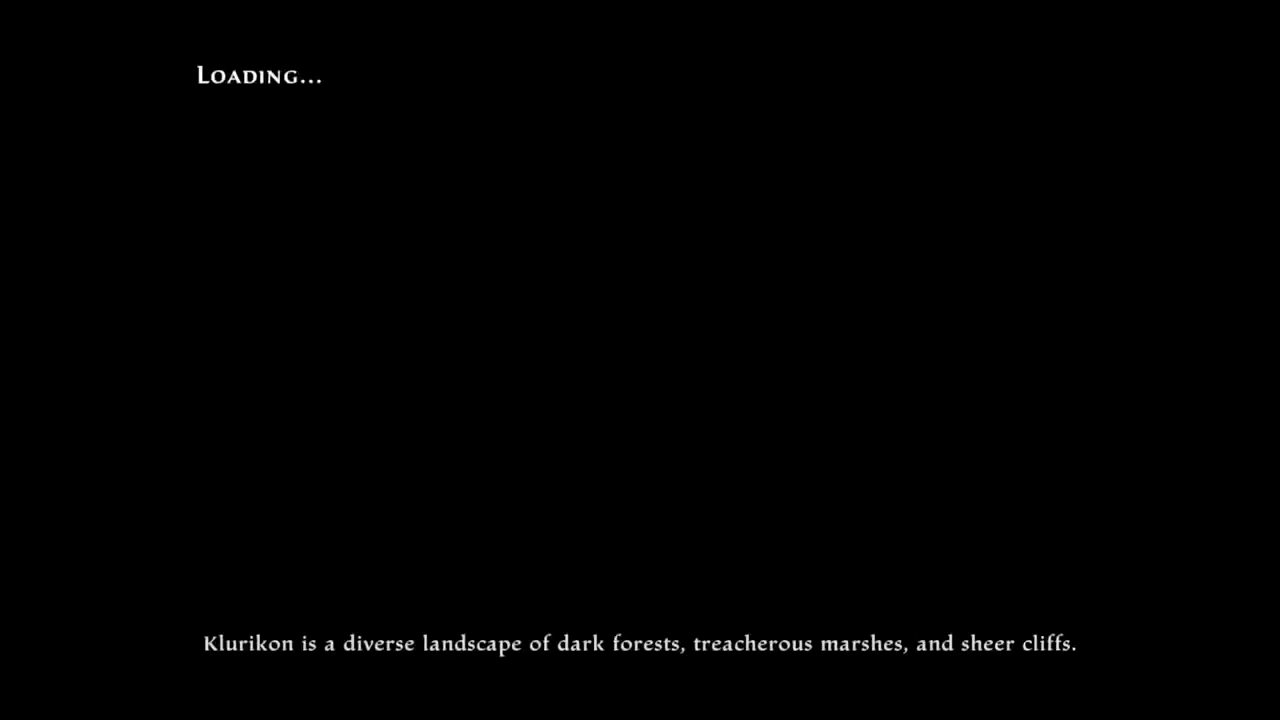 Loading...
Klurikon is a diverse landscape of dark forests, treacherous marshes, and sheer cliffs.